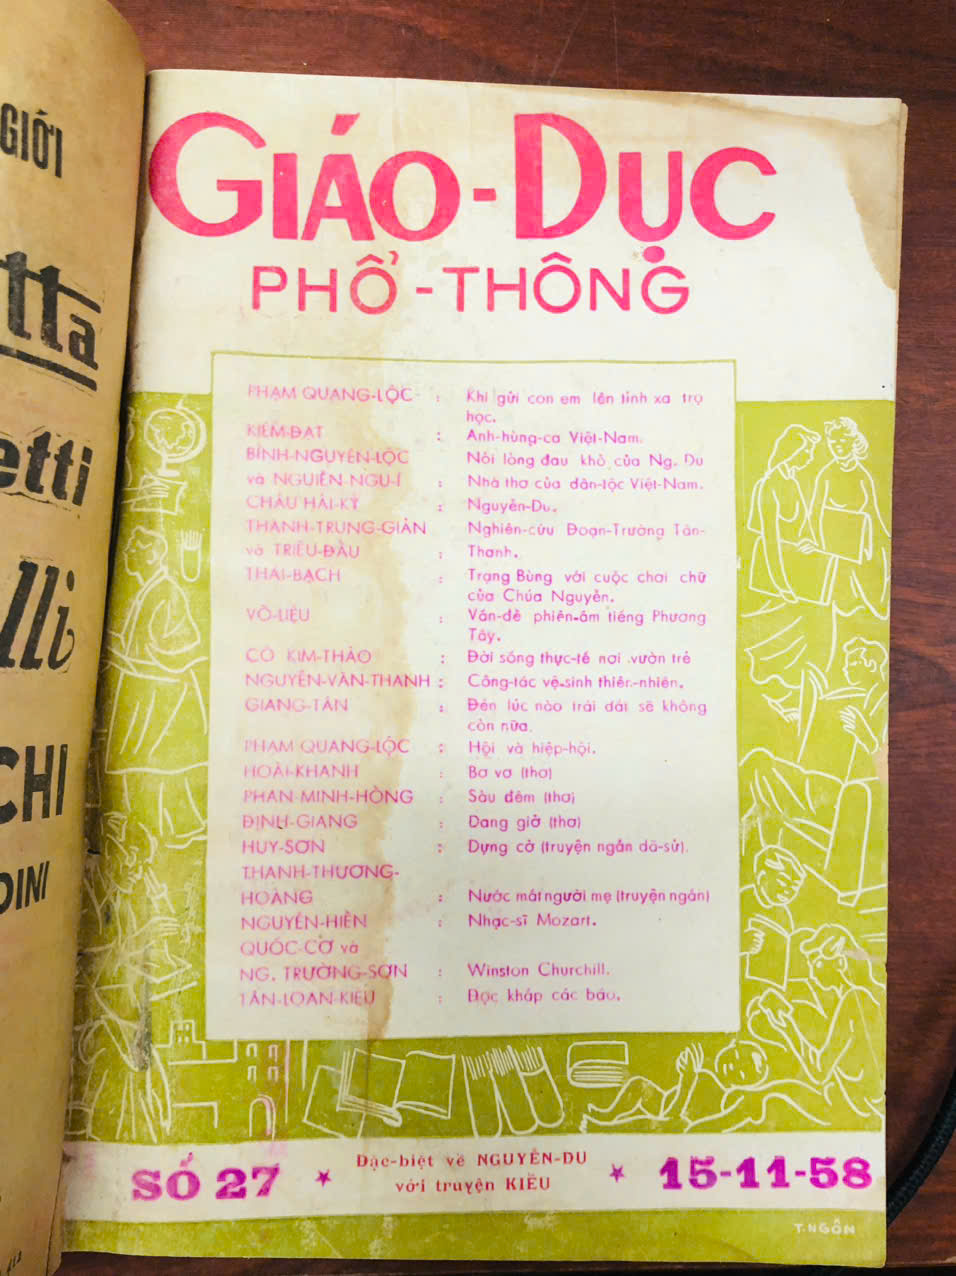 GIỚI
tta
etti
lli
CHI
DINI
GIÁO-DỤC
PHỔ-THÔNG
PHẠM QUANG-LỘC : Khi gửi con em lên tỉnh xa trọ
học.
KIÊM-ĐẠT : Anh-hùng-ca Việt-Nam.
BÌNH-NGUYÊN-LỘC Nỗi lòng đau khổ của Ng. Du
và NGUIỄN NGU-Í : Nhà thơ của dân-tộc Việt-Nam.
CHÂU HẢI-KỲ : Nguyễn-Du.
THANH-TRUNG-GIẢN Nghiên-cứu Đoạn-Trường Tân-
và TRIỀU-ĐẨU : Thanh.
THÁI-BẠCH : Trạng Bùng với cuộc chơi chữ
của Chúa Nguyễn.
VÕ-LIỆU : Vấn-đề phiên-âm tiếng Phương
Tây.
CÔ KIM-THẢO : Đời sống thực-tế nơi vườn trẻ
NGUYỄN-VĂN-THANH : Công-tác vệ-sinh thiên-nhiên.
GIANG-TÂN : Đến lúc nào trái đất sẽ không
còn nữa.
PHẠM QUANG-LỘC : Hội và hiệp-hội.
HOÀI-KHANH : Bơ vơ (thơ)
PHAN-MINH-HỒNG : Sầu đêm (thơ)
ĐỊNH-GIANG : Dang giở (thơ)
HUY-SƠN : Dựng cờ (truyện ngắn dã-sử).
THANH-THƯƠNG-
HOÀNG : Nước mắt người mẹ (truyện ngắn)
NGUYỄN-HIỀN : Nhạc-sĩ Mozart.
QUỐC-CỜ và
NG. TRƯỜNG-SƠN : Winston Churchill.
TÂN-LOAN-KIỀU : Đọc khắp các báo.
SỐ 27 ★ Đặc-biệt về NGUYỄN-DU ★ 15-11-58
với truyện KIỀU
T. NGÔN